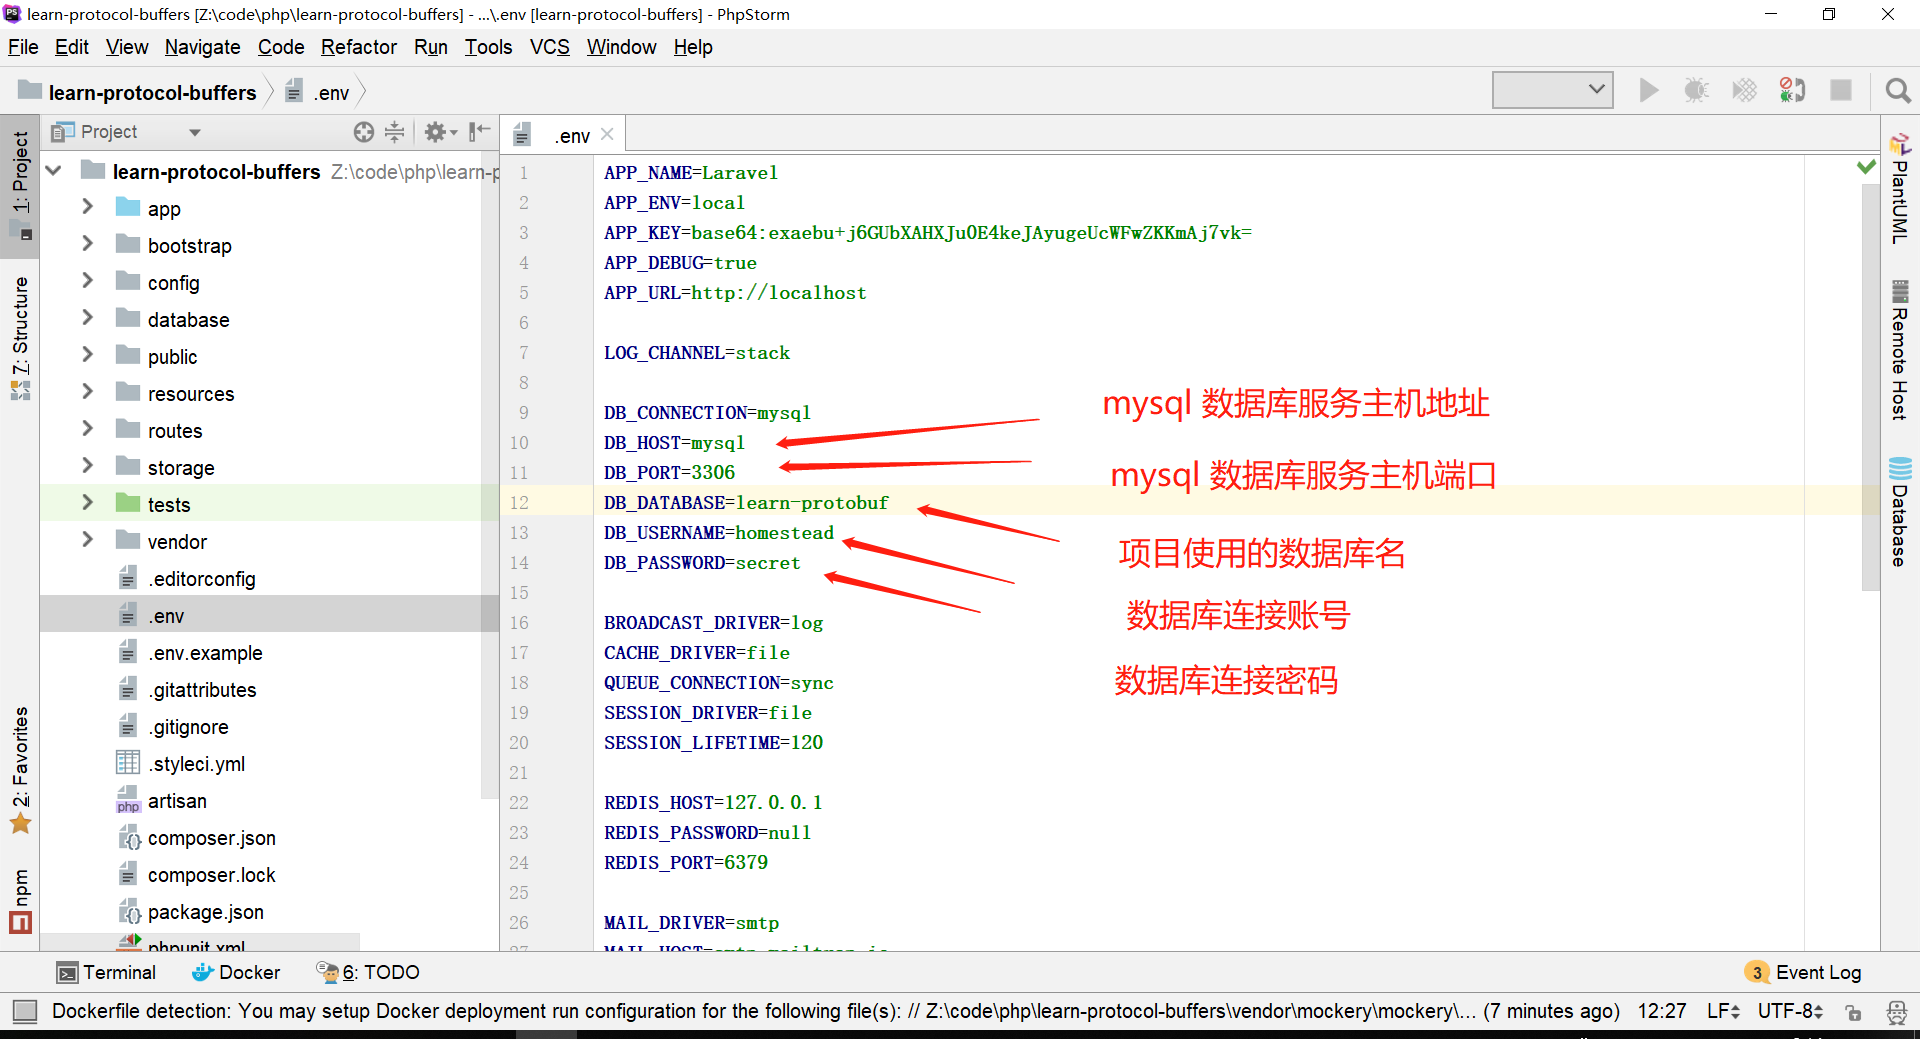 learn-protocol-buffers [Z:\code\php\learn-protocol-buffers] - ...\.env [learn-protocol-buffers] - PhpStorm
File Edit View Navigate Code Refactor Run Tools VCS Window Help
learn-protocol-buffers .env
1: Project
7: Structure
2: Favorites
npm
Project
learn-protocol-buffers Z:\code\php\learn-p
app
bootstrap
config
database
public
resources
routes
storage
tests
vendor
.editorconfig
.env
.env.example
.gitattributes
.gitignore
.styleci.yml
artisan
composer.json
composer.lock
package.json
phpunit.xml
.env
1 APP_NAME=Laravel
2 APP_ENV=local
3 APP_KEY=base64:exaebu+j6GUbXAHXJu0E4keJAyugeUcWFwZKKmAj7vk=
4 APP_DEBUG=true
5 APP_URL=http://localhost
6
7 LOG_CHANNEL=stack
8
9 DB_CONNECTION=mysql
10 DB_HOST=mysql
11 DB_PORT=3306
12 DB_DATABASE=learn-protobuf
13 DB_USERNAME=homestead
14 DB_PASSWORD=secret
15
16 BROADCAST_DRIVER=log
17 CACHE_DRIVER=file
18 QUEUE_CONNECTION=sync
19 SESSION_DRIVER=file
20 SESSION_LIFETIME=120
21
22 REDIS_HOST=127.0.0.1
23 REDIS_PASSWORD=null
24 REDIS_PORT=6379
25
26 MAIL_DRIVER=smtp
27 MAIL_HOST=smtp.mailtrap.io
mysql 数据库服务主机地址
mysql 数据库服务主机端口
项目使用的数据库名
数据库连接账号
数据库连接密码
PlantUML
Remote Host
Database
Terminal Docker 6: TODO
3 Event Log
Dockerfile detection: You may setup Docker deployment run configuration for the following file(s): // Z:\code\php\learn-protocol-buffers\vendor\mockery\mockery\... (7 minutes ago) 12:27 LF UTF-8